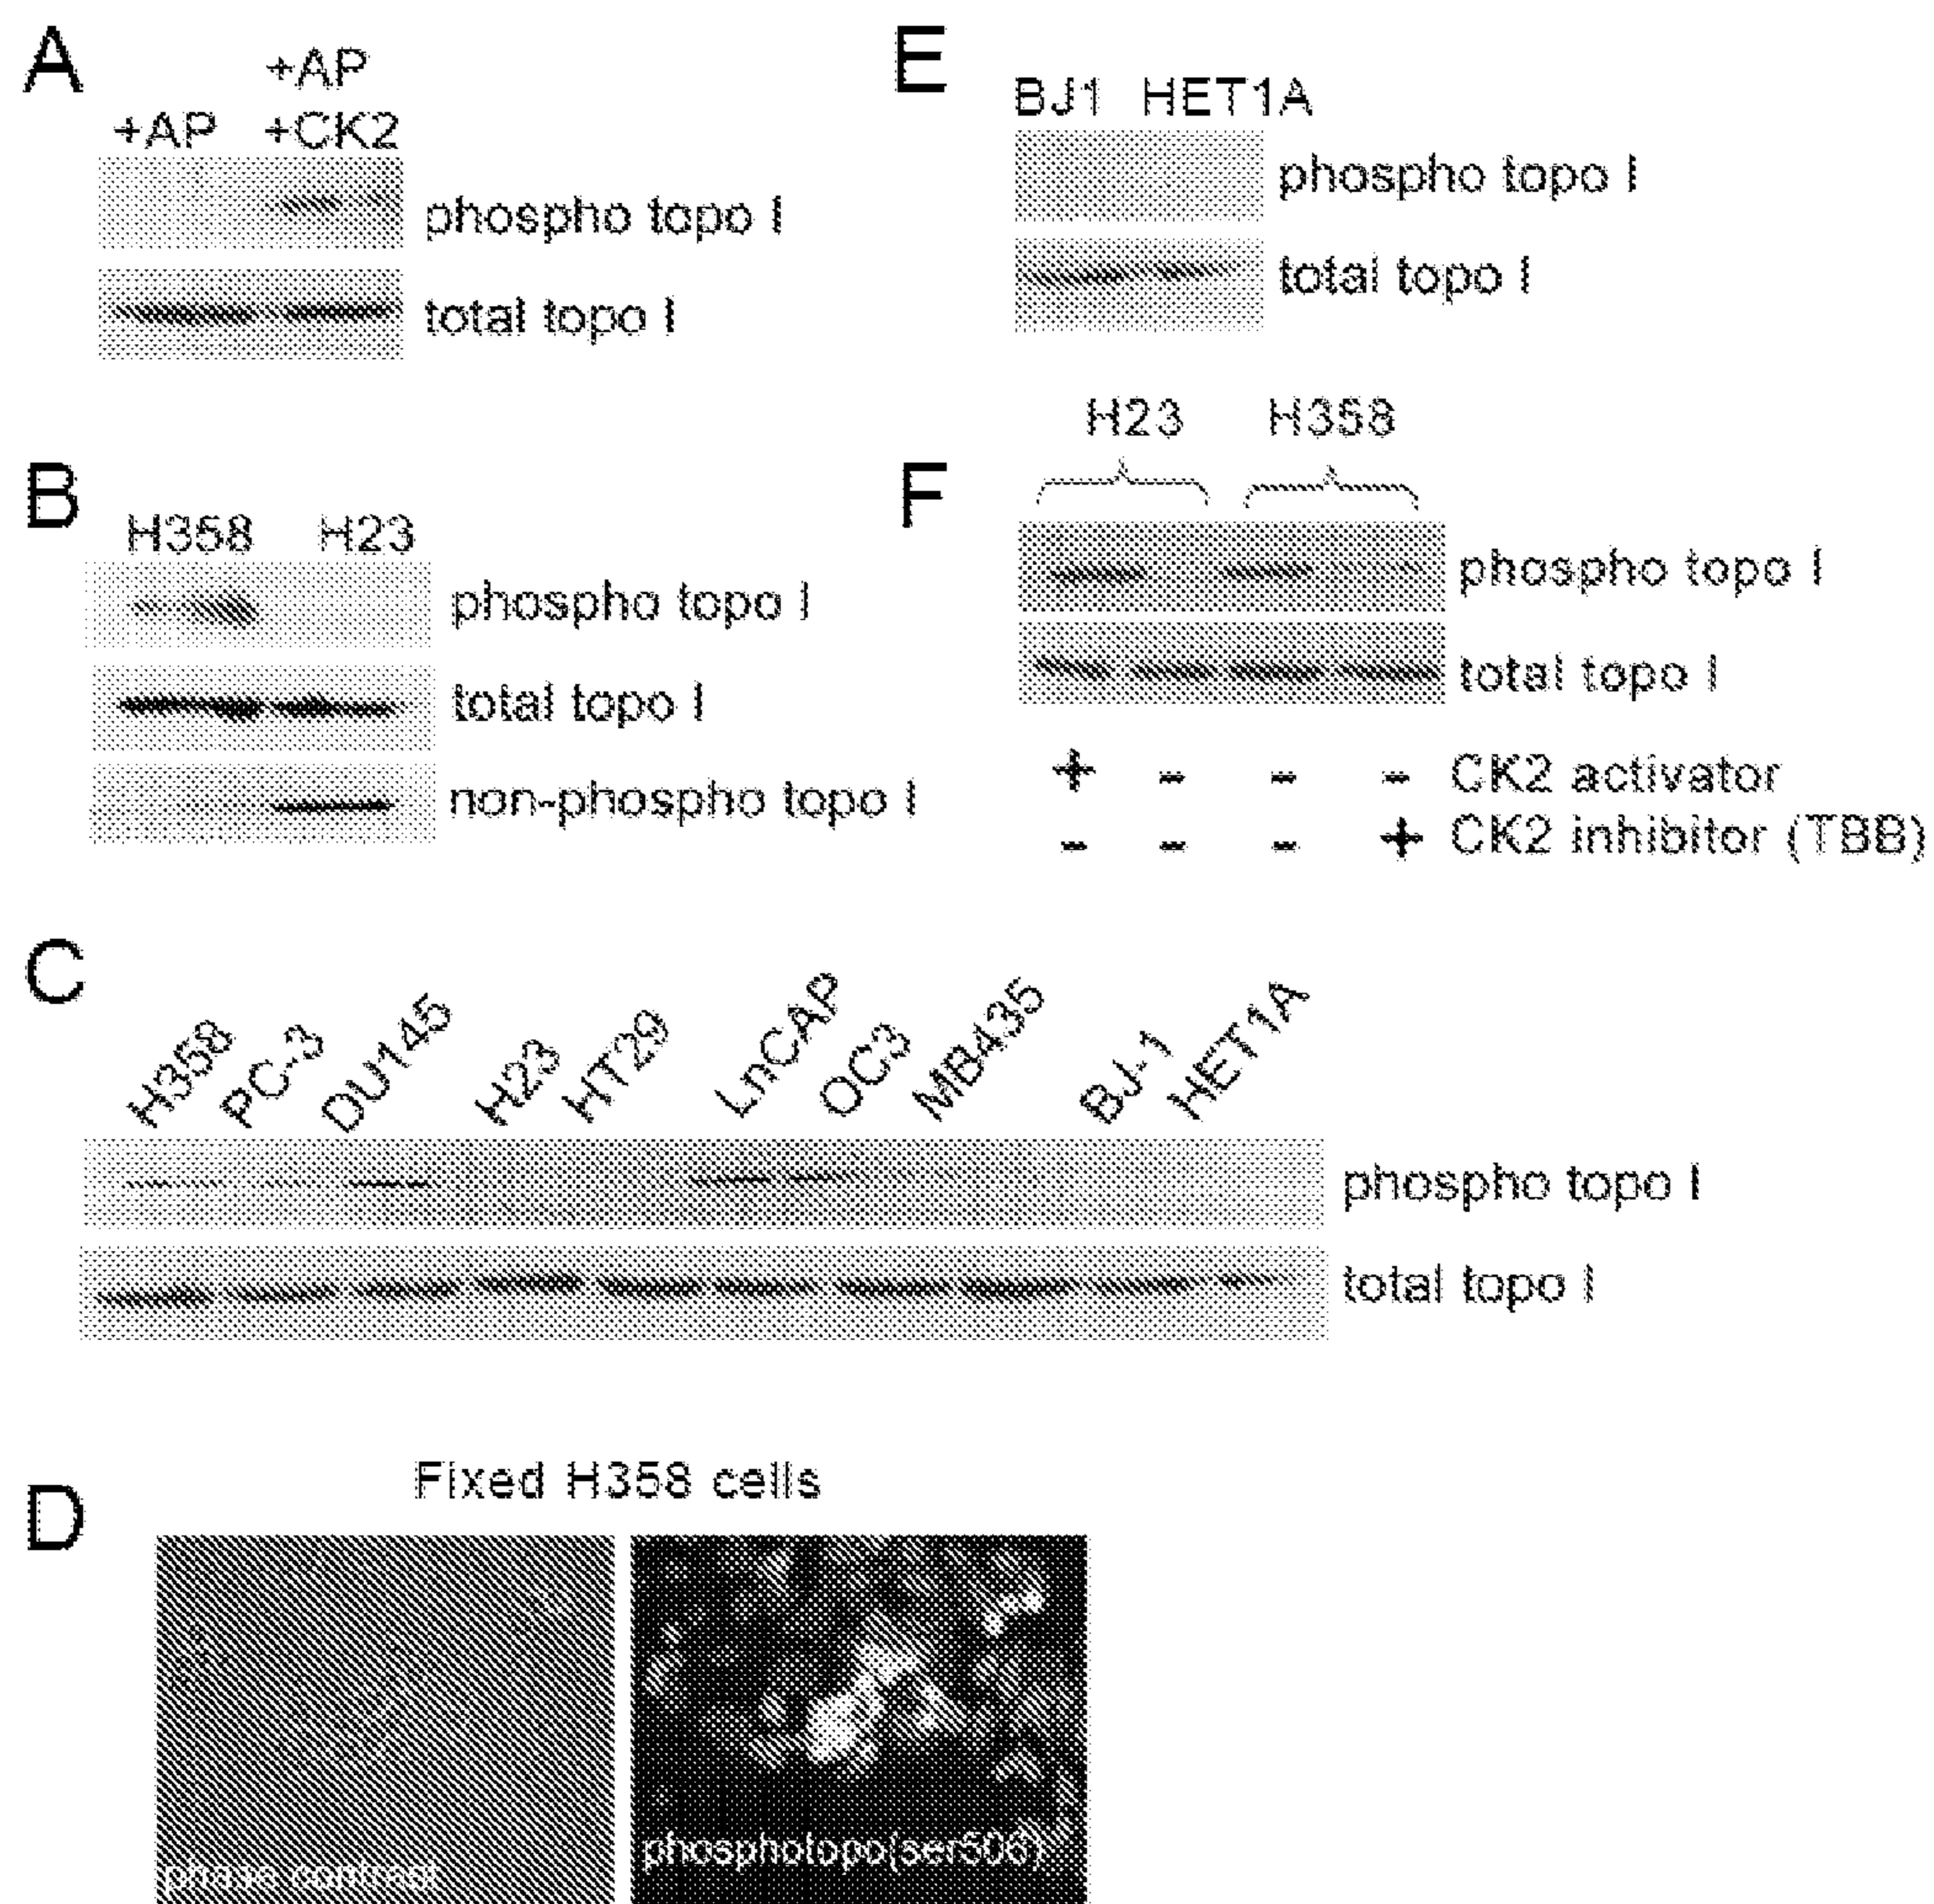 A
+AP
+AP +CK2
phospho topo I
total topo I
B
H358 H23
phospho topo I
total topo I
non-phospho topo I
C
H358 PC-3 DU145 H23 HT29 LnCAP OC3 MB435 BJ-1 HET1A
phospho topo I
total topo I
D
Fixed H358 cells
phase contrast
phosphotopo(ser506)
E
BJ1 HET1A
phospho topo I
total topo I
F
H23 H358
phospho topo I
total topo I
+ - - - CK2 activator
- - - + CK2 inhibitor (TBB)